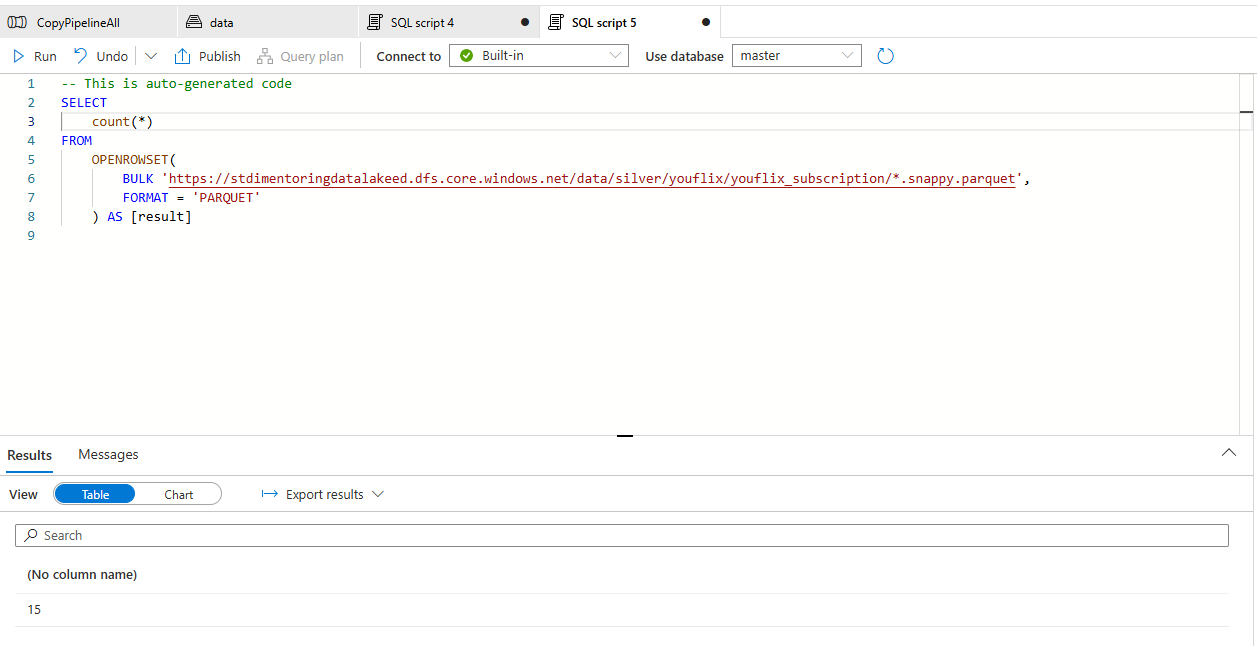 CopyPipelineAll data SQL script 4 SQL script 5
Run Undo Publish Query plan Connect to Built-in Use database master
1 -- This is auto-generated code
2 SELECT
3 count(*)
4 FROM
5 OPENROWSET(
6 BULK 'https://stdimentoringdatalakeed.dfs.core.windows.net/data/silver/youflix/youflix_subscription/*.snappy.parquet',
7 FORMAT = 'PARQUET'
8 ) AS [result]
9
Results Messages
View Table Chart Export results
Search
(No column name)
15